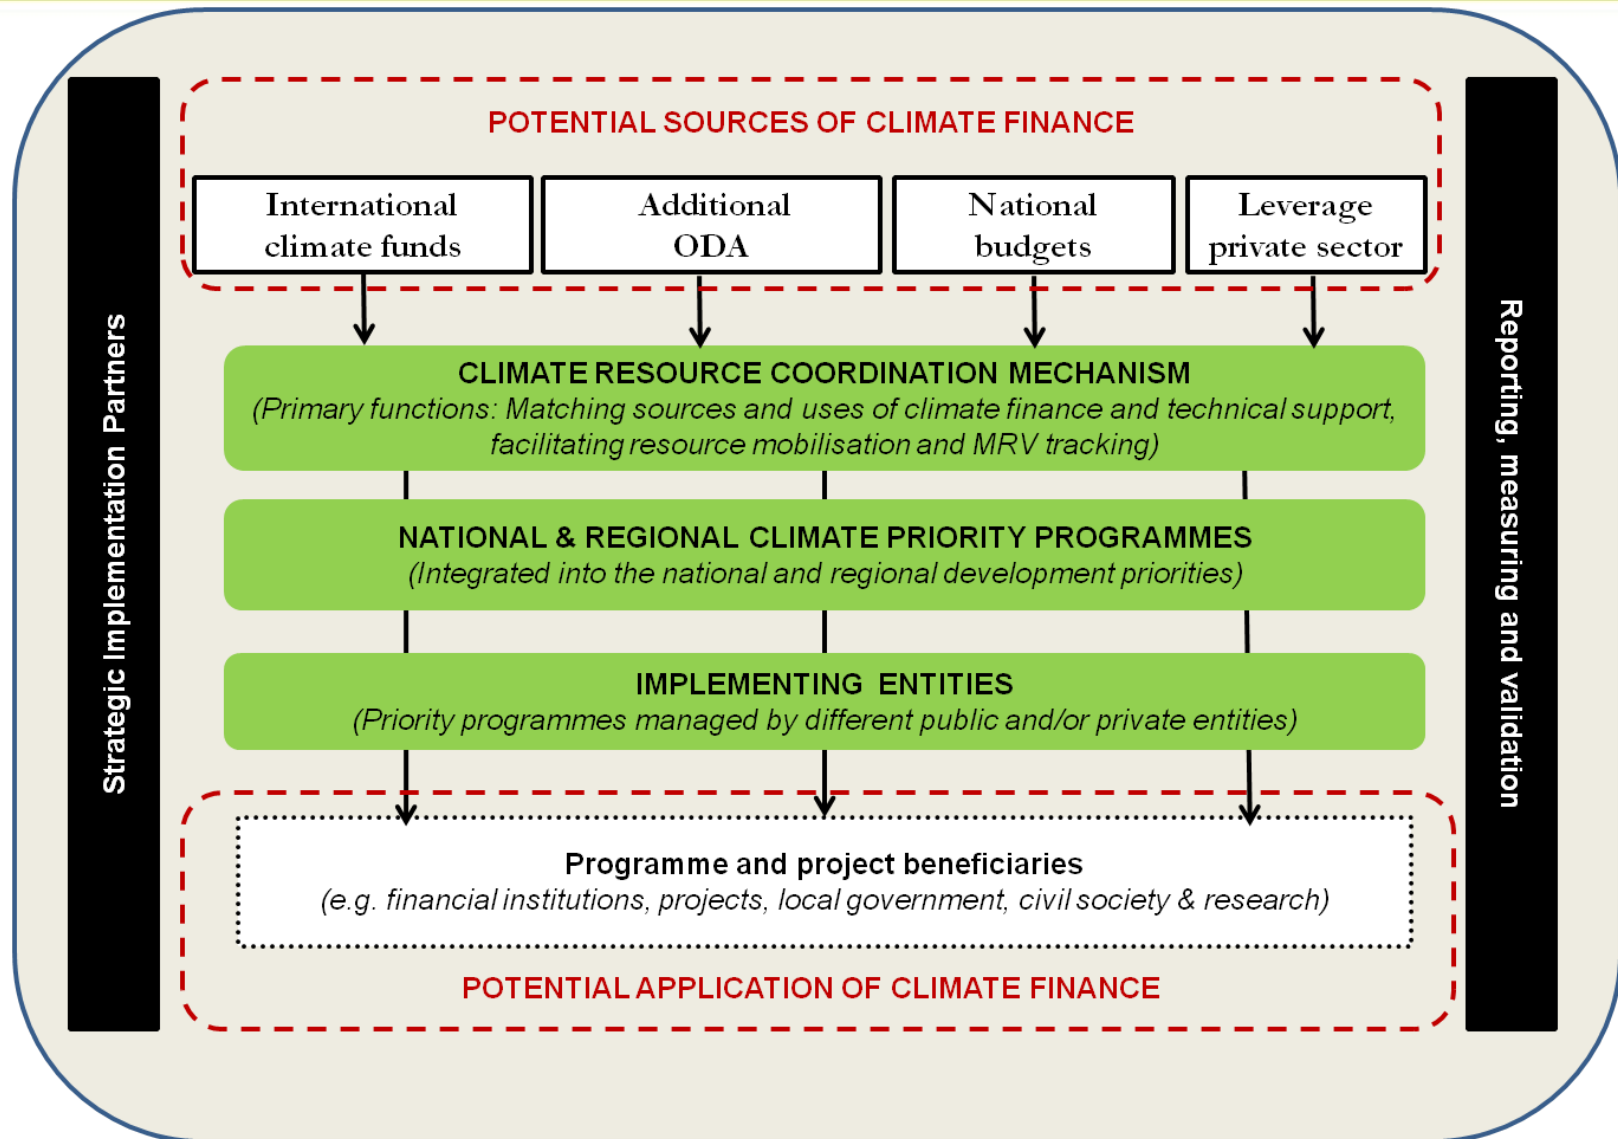 POTENTIAL SOURCES OF CLIMATE FINANCE
International
climate funds
Additional
ODA
National
budgets
Leverage
private sector
Strategic Implementation Partners
Reporting, measuring and validation
CLIMATE RESOURCE COORDINATION MECHANISM
(Primary functions: Matching sources and uses of climate finance and technical support,
facilitating resource mobilisation and MRV tracking)
NATIONAL & REGIONAL CLIMATE PRIORITY PROGRAMMES
(Integrated into the national and regional development priorities)
IMPLEMENTING ENTITIES
(Priority programmes managed by different public and/or private entities)
Programme and project beneficiaries
(e.g. financial institutions, projects, local government, civil society & research)
POTENTIAL APPLICATION OF CLIMATE FINANCE